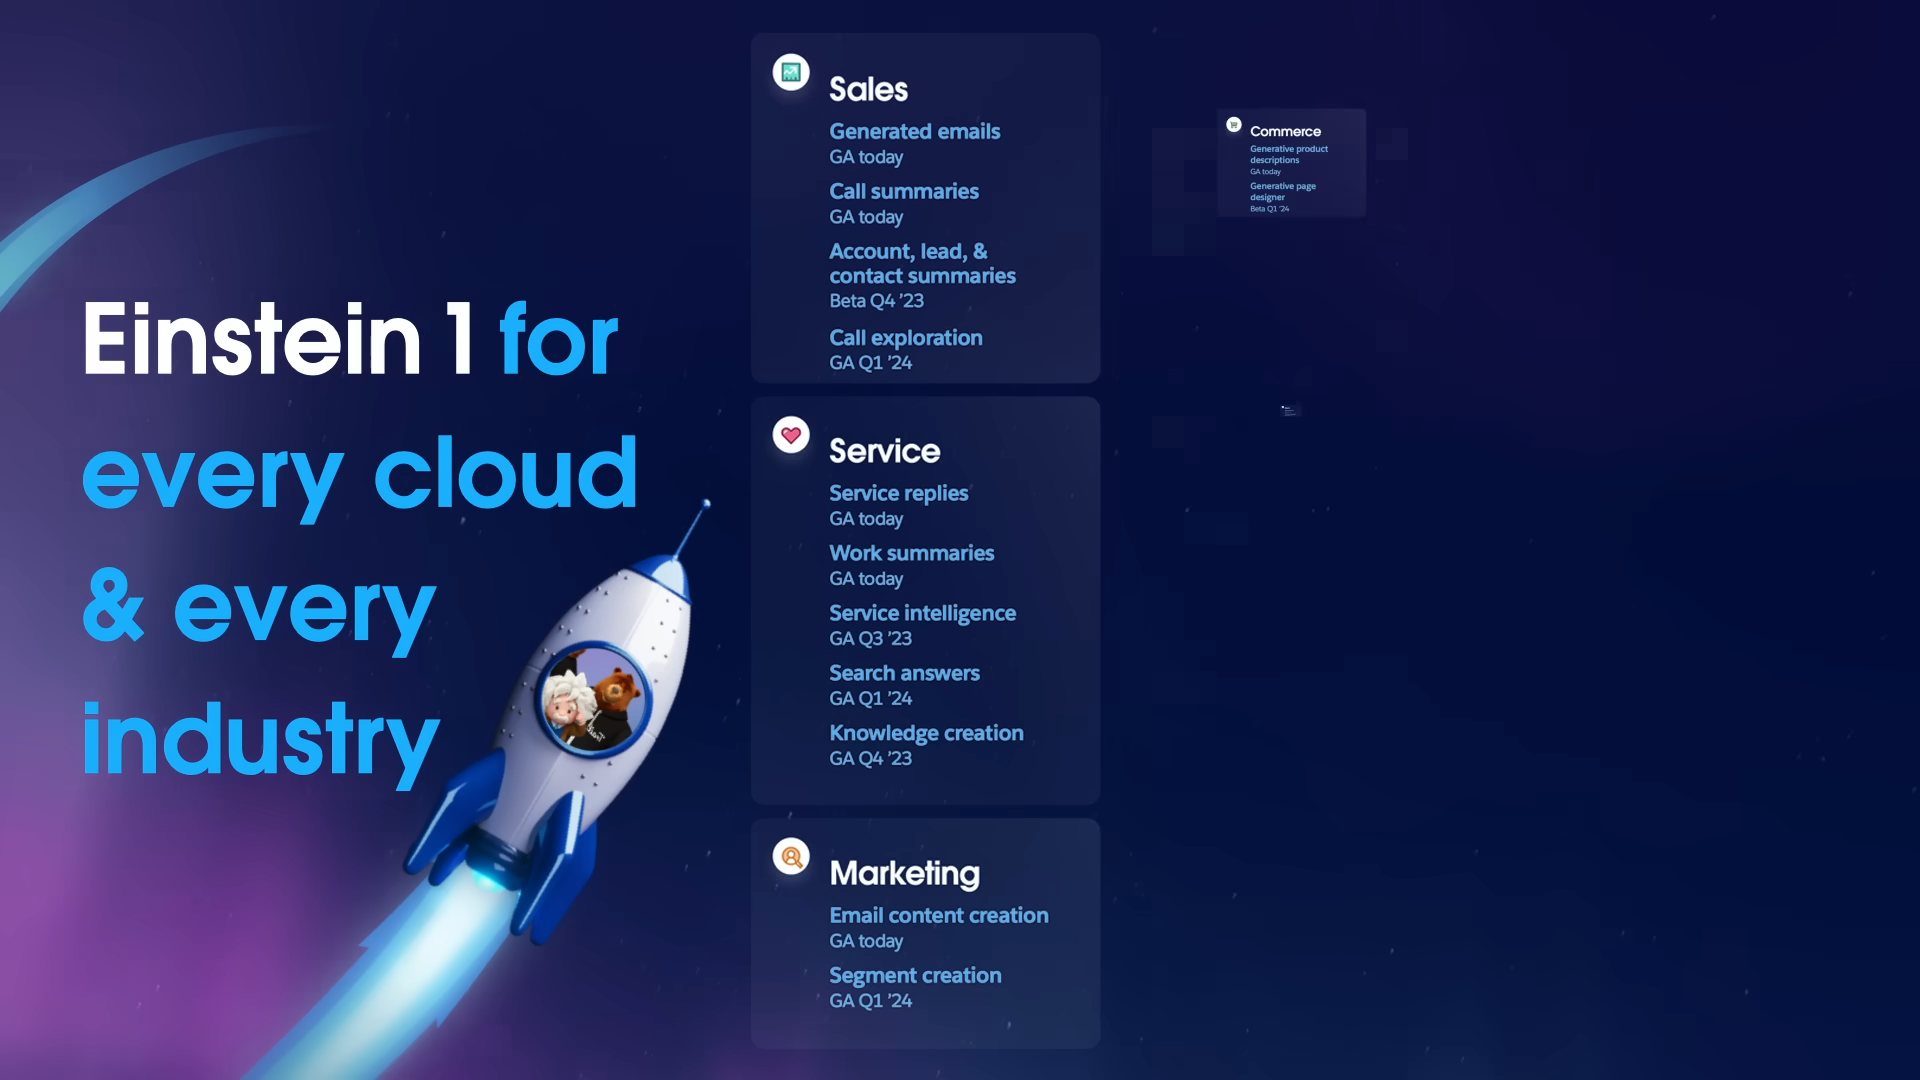 Einstein 1 for
every cloud
& every
industry
Sales
Generated emails
GA today
Call summaries
GA today
Account, lead, &
contact summaries
Beta Q4 ’23
Call exploration
GA Q1 ’24
Service
Service replies
GA today
Work summaries
GA today
Service intelligence
GA Q3 ’23
Search answers
GA Q1 ’24
Knowledge creation
GA Q4 ’23
Marketing
Email content creation
GA today
Segment creation
GA Q1 ’24
Commerce
Generative product
descriptions
GA today
Generative page
designer
Beta Q1 ’24